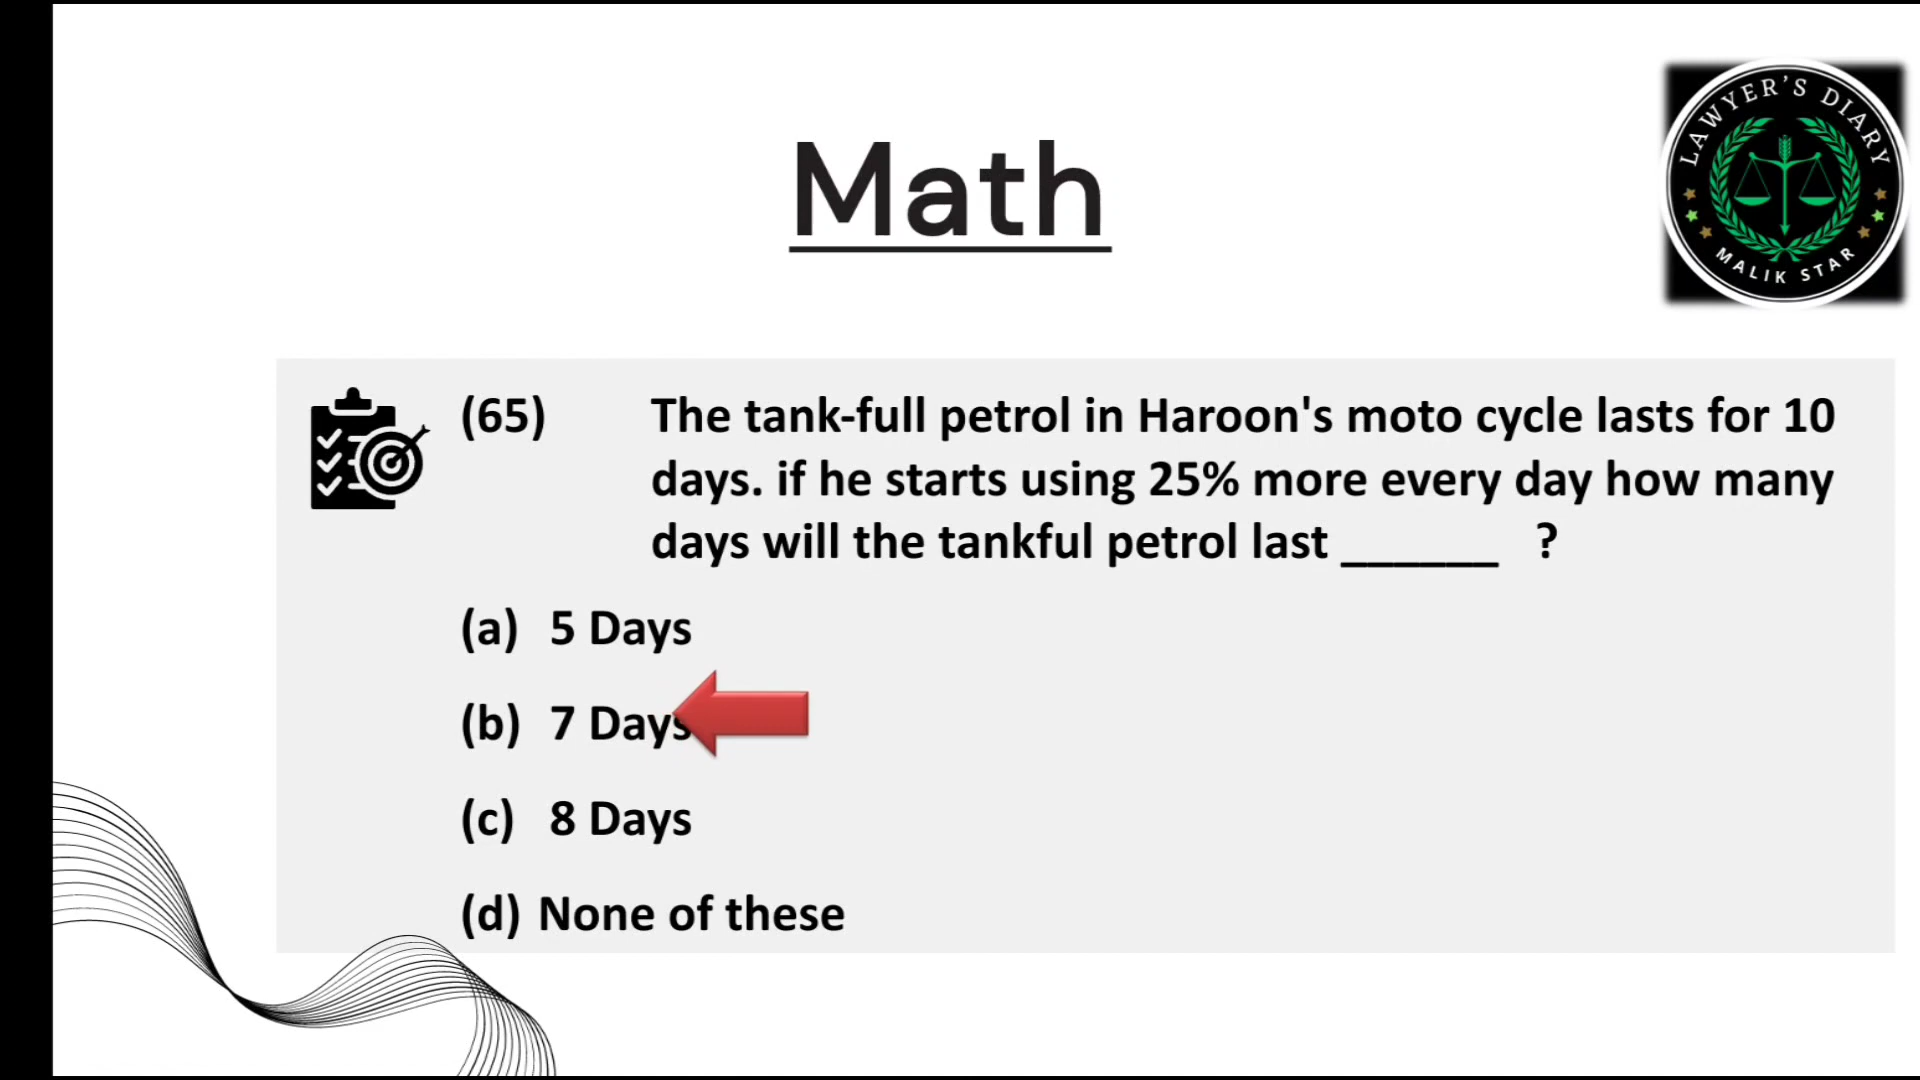 LAWYER'S DIARY
MALIK STAR
Math
(65) The tank-full petrol in Haroon's moto cycle lasts for 10
days. if he starts using 25% more every day how many
days will the tankful petrol last ______ ?
(a) 5 Days
(b) 7 Days
(c) 8 Days
(d) None of these